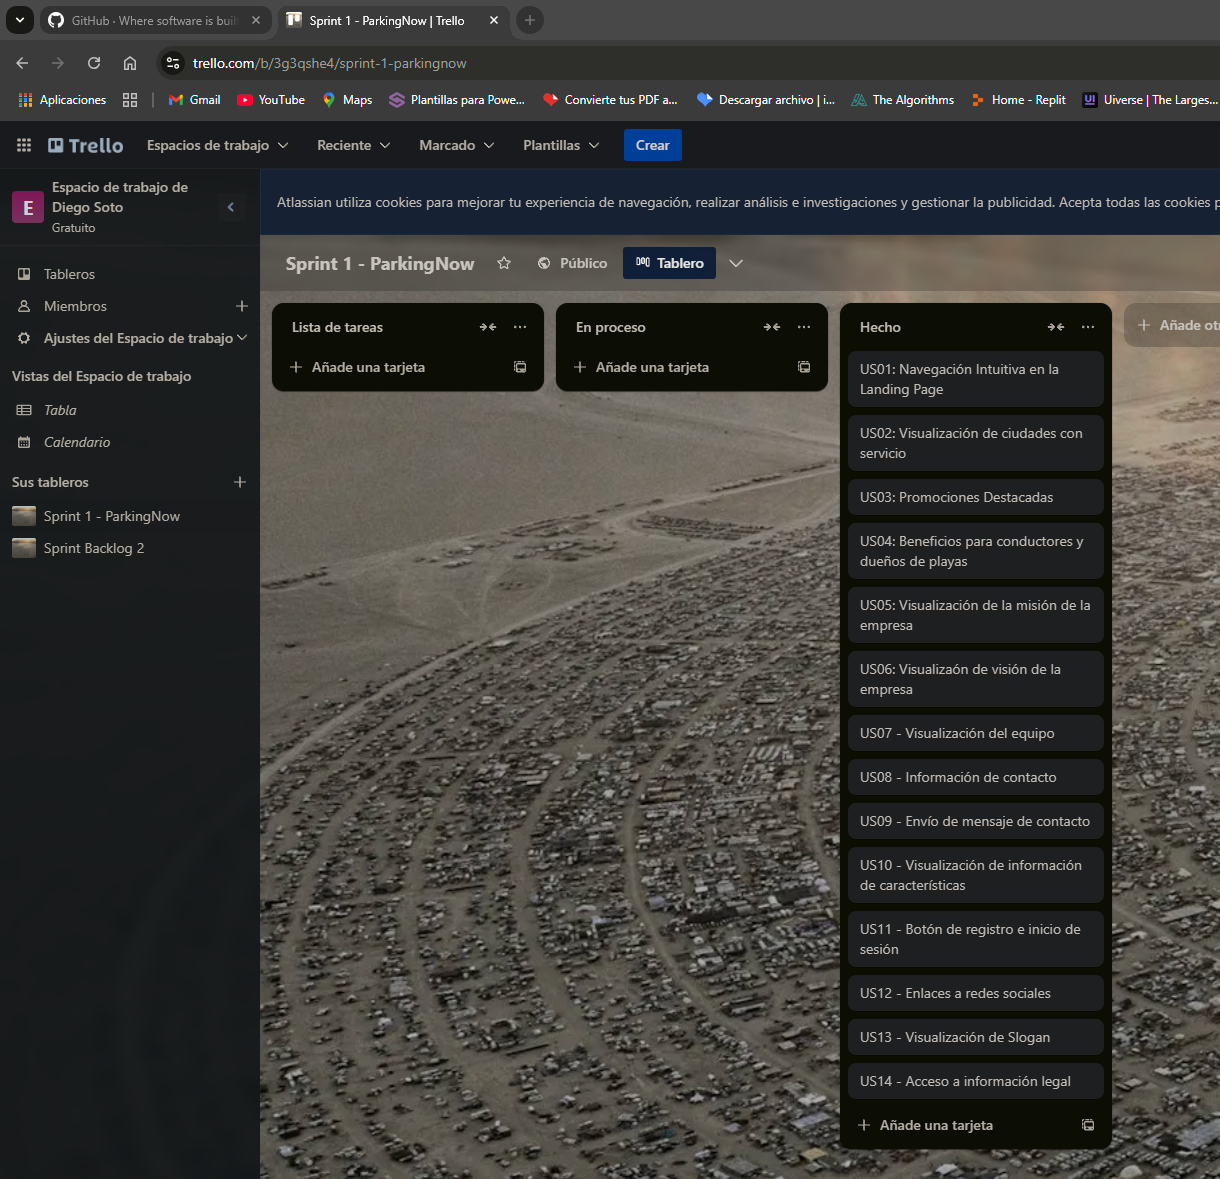 GitHub · Where software is buil
Sprint 1 - ParkingNow | Trello
trello.com/b/3g3qshe4/sprint-1-parkingnow
Aplicaciones
Gmail
YouTube
Maps
Plantillas para Powe...
Convierte tus PDF a...
Descargar archivo | i...
The Algorithms
Home - Replit
UI
Uiverse | The Larges...
Trello
Espacios de trabajo
Reciente
Marcado
Plantillas
Crear
E
Espacio de trabajo de
Diego Soto
Gratuito
Tableros
Miembros
Ajustes del Espacio de trabajo
Vistas del Espacio de trabajo
Tabla
Calendario
Sus tableros
Sprint 1 - ParkingNow
Sprint Backlog 2
Atlassian utiliza cookies para mejorar tu experiencia de navegación, realizar análisis e investigaciones y gestionar la publicidad. Acepta todas las cookies p
Sprint 1 - ParkingNow
Público
Tablero
Lista de tareas
Añade una tarjeta
En proceso
Añade una tarjeta
Hecho
US01: Navegación Intuitiva en la
Landing Page
US02: Visualización de ciudades con
servicio
US03: Promociones Destacadas
US04: Beneficios para conductores y
dueños de playas
US05: Visualización de la misión de la
empresa
US06: Visualizaón de visión de la
empresa
US07 - Visualización del equipo
US08 - Información de contacto
US09 - Envío de mensaje de contacto
US10 - Visualización de información
de características
US11 - Botón de registro e inicio de
sesión
US12 - Enlaces a redes sociales
US13 - Visualización de Slogan
US14 - Acceso a información legal
Añade una tarjeta
Añade otr